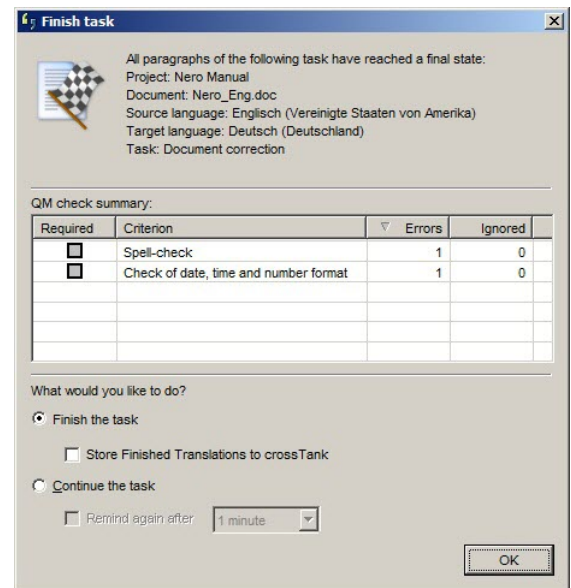 Finish task
All paragraphs of the following task have reached a final state:
Project: Nero Manual
Document: Nero_Eng.doc
Source language: Englisch (Vereinigte Staaten von Amerika)
Target language: Deutsch (Deutschland)
Task: Document correction
QM check summary:
Required Criterion Errors Ignored
Spell-check 1 0
Check of date, time and number format 1 0
What would you like to do?
Finish the task
Store Finished Translations to crossTank
Continue the task
Remind again after 1 minute
OK